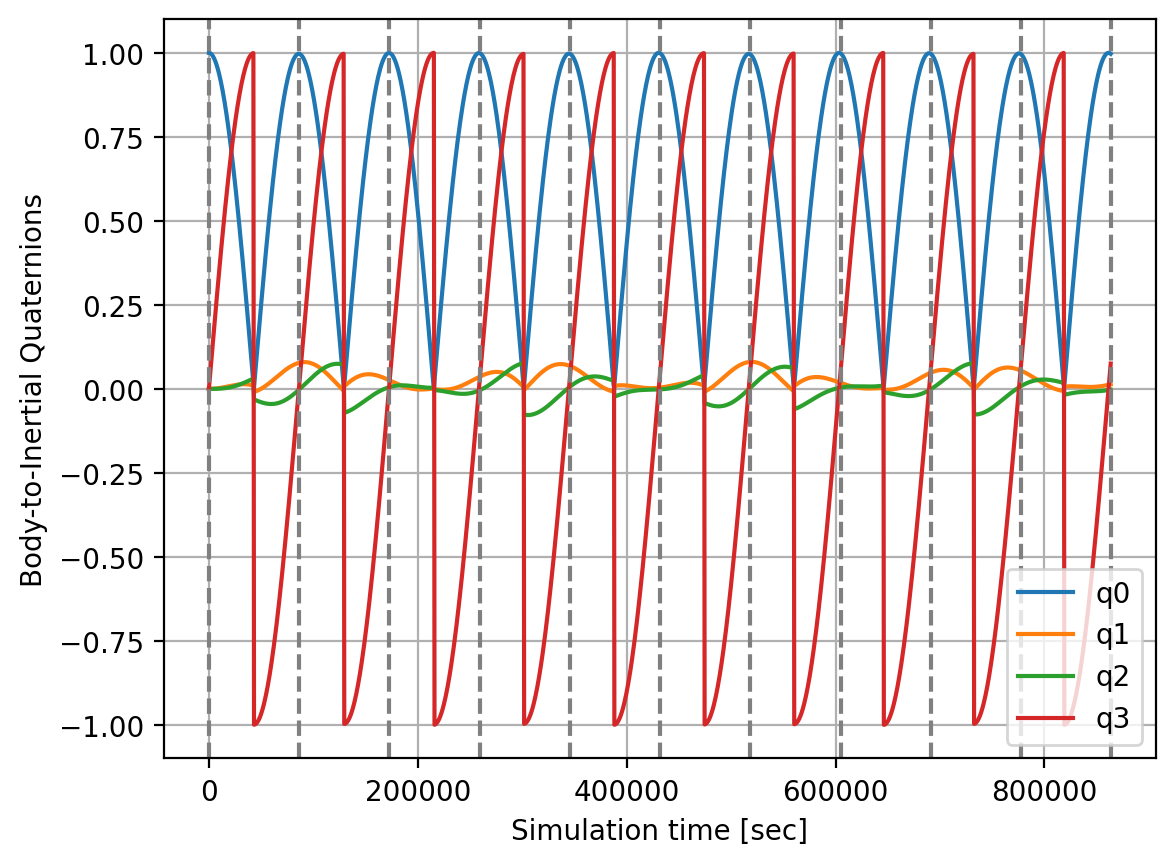 1.00
0.75
0.50
0.25
0.00
−0.25
−0.50
−0.75
−1.00
Body-to-Inertial Quaternions
0 200000 400000 600000 800000
Simulation time [sec]
q0
q1
q2
q3